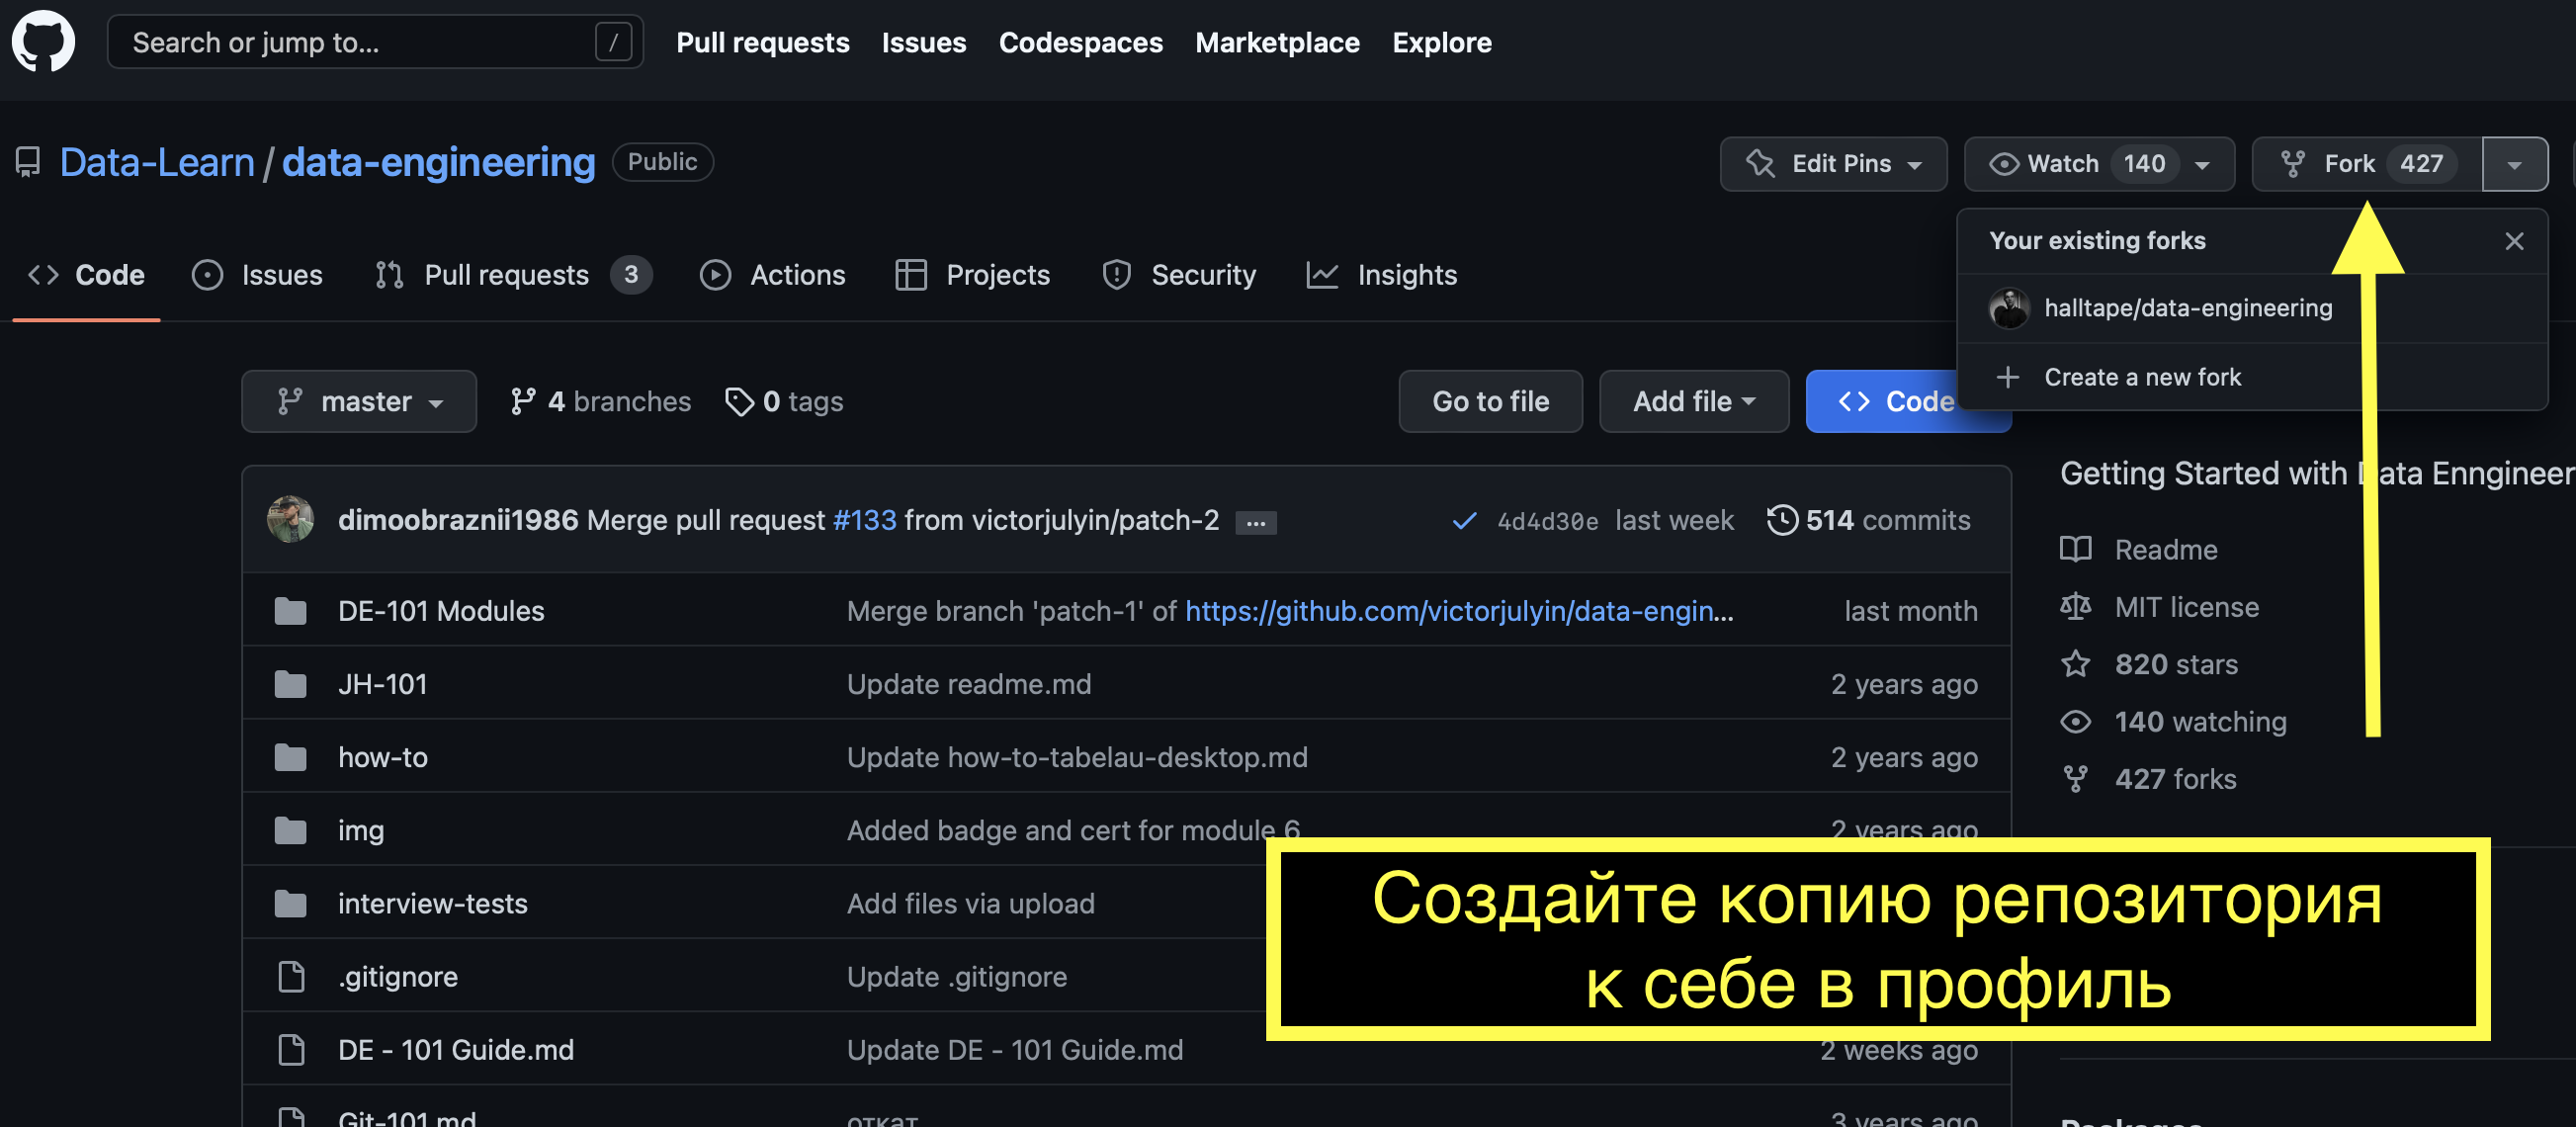 Search or jump to... /
Pull requests Issues Codespaces Marketplace Explore
Data-Learn / data-engineering Public
Edit Pins Watch 140 Fork 427
Your existing forks
halltape/data-engineering
Create a new fork
Code Issues Pull requests 3 Actions Projects Security Insights
master 4 branches 0 tags
Go to file Add file Code
dimoobraznii1986 Merge pull request #133 from victorjulyin/patch-2 ...
4d4d30e last week 514 commits
DE-101 Modules Merge branch 'patch-1' of https://github.com/victorjulyin/data-engin... last month
JH-101 Update readme.md 2 years ago
how-to Update how-to-tabelau-desktop.md 2 years ago
img Added badge and cert for module 6 2 years ago
interview-tests Add files via upload
.gitignore Update .gitignore
DE - 101 Guide.md Update DE - 101 Guide.md 2 weeks ago
Git-101.md откат 3 years ago
Getting Started with Data Enngineer
Readme
MIT license
820 stars
140 watching
427 forks
Создайте копию репозитория
к себе в профиль
Packages